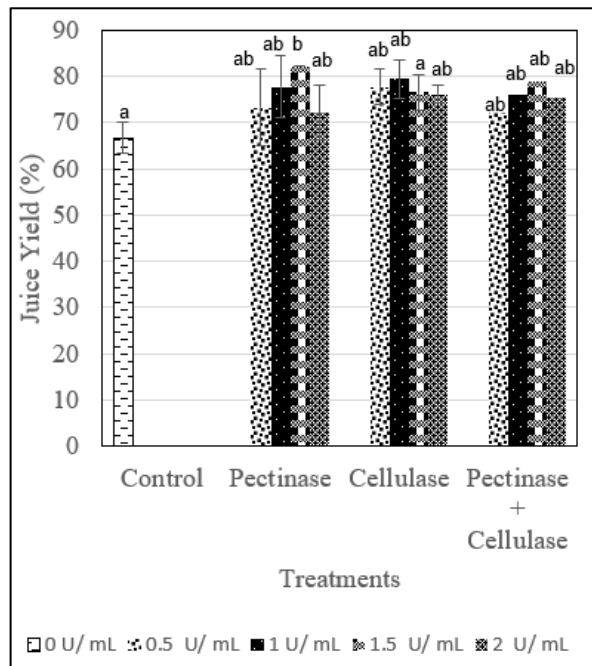 Juice Yield (%)
90
80
70
60
50
40
30
20
10
0
a
ab
ab
b
ab
ab
ab
a
ab
ab
ab
ab
ab
Control
Pectinase
Cellulase
Pectinase
+
Cellulase
Treatments
0 U/ mL
0.5 U/ mL
1 U/ mL
1.5 U/ mL
2 U/ mL